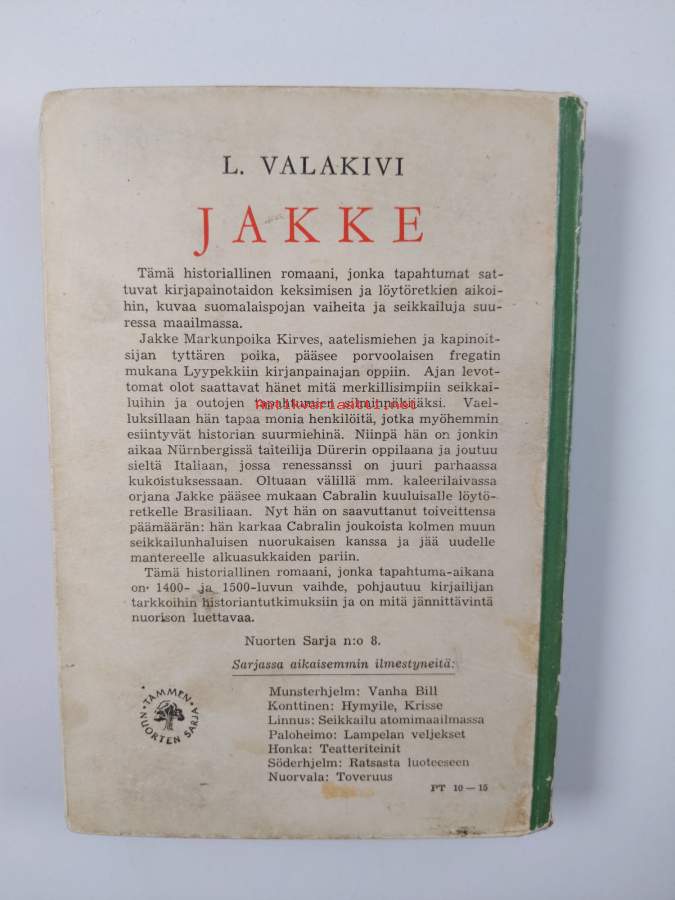 L. VALAKIVI
JAKKE
Tämä historiallinen romaani, jonka tapahtumat sat-
tuvat kirjapainotaidon keksimisen ja löytöretkien aikoi-
hin, kuvaa suomalaispojan vaiheita ja seikkailuja suu-
ressa maailmassa.
Jakke Markunpoika Kirves, aatelismiehen ja kapinoit-
sijan tyttären poika, pääsee porvoolaisen fregatin
mukana Lyypekkiin kirjanpainajan oppiin. Ajan levot-
tomat olot saattavat hänet mitä merkillisimpiin seikkai-
luihin ja outojen tapahtumien silminnäkijäksi. Vael-
Antikvariaatti.net
luksillaan hän tapaa monia henkilöitä, jotka myöhemmin
esiintyvät historian suurmiehinä. Niinpä hän on jonkin
aikaa Nürnbergissä taiteilija Dürerin oppilaana ja joutuu
sieltä Italiaan, jossa renessanssi on juuri parhaassa
kukoistuksessaan. Oltuaan välillä mm. kaleerilaivassa
orjana Jakke pääsee mukaan Cabralin kuuluisalle löytö-
retkelle Brasiliaan. Nyt hän on saavuttanut toiveittensa
päämäärän: hän karkaa Cabralin joukoista kolmen muun
seikkailunhaluisen nuorukaisen kanssa ja jää uudelle
mantereelle alkuasukkaiden pariin.
Tämä historiallinen romaani, jonka tapahtuma-aikana
on 1400- ja 1500-luvun vaihde, pohjautuu kirjailijan
tarkkoihin historiantutkimuksiin ja on mitä jännittävintä
nuorison luettavaa.
Nuorten Sarja n:o 8.
Sarjassa aikaisemmin ilmestyneitä:
Munsterhjelm: Vanha Bill
Konttinen: Hymyile, Krisse
Linnus: Seikkailu atomimaailmassa
Paloheimo: Lampelan veljekset
Honka: Teatteriteinit
Söderhjelm: Ratsasta luoteeseen
Nuorvala: Toveruus
PT 10 — 15
TAMMEN
NUORTEN SARJA